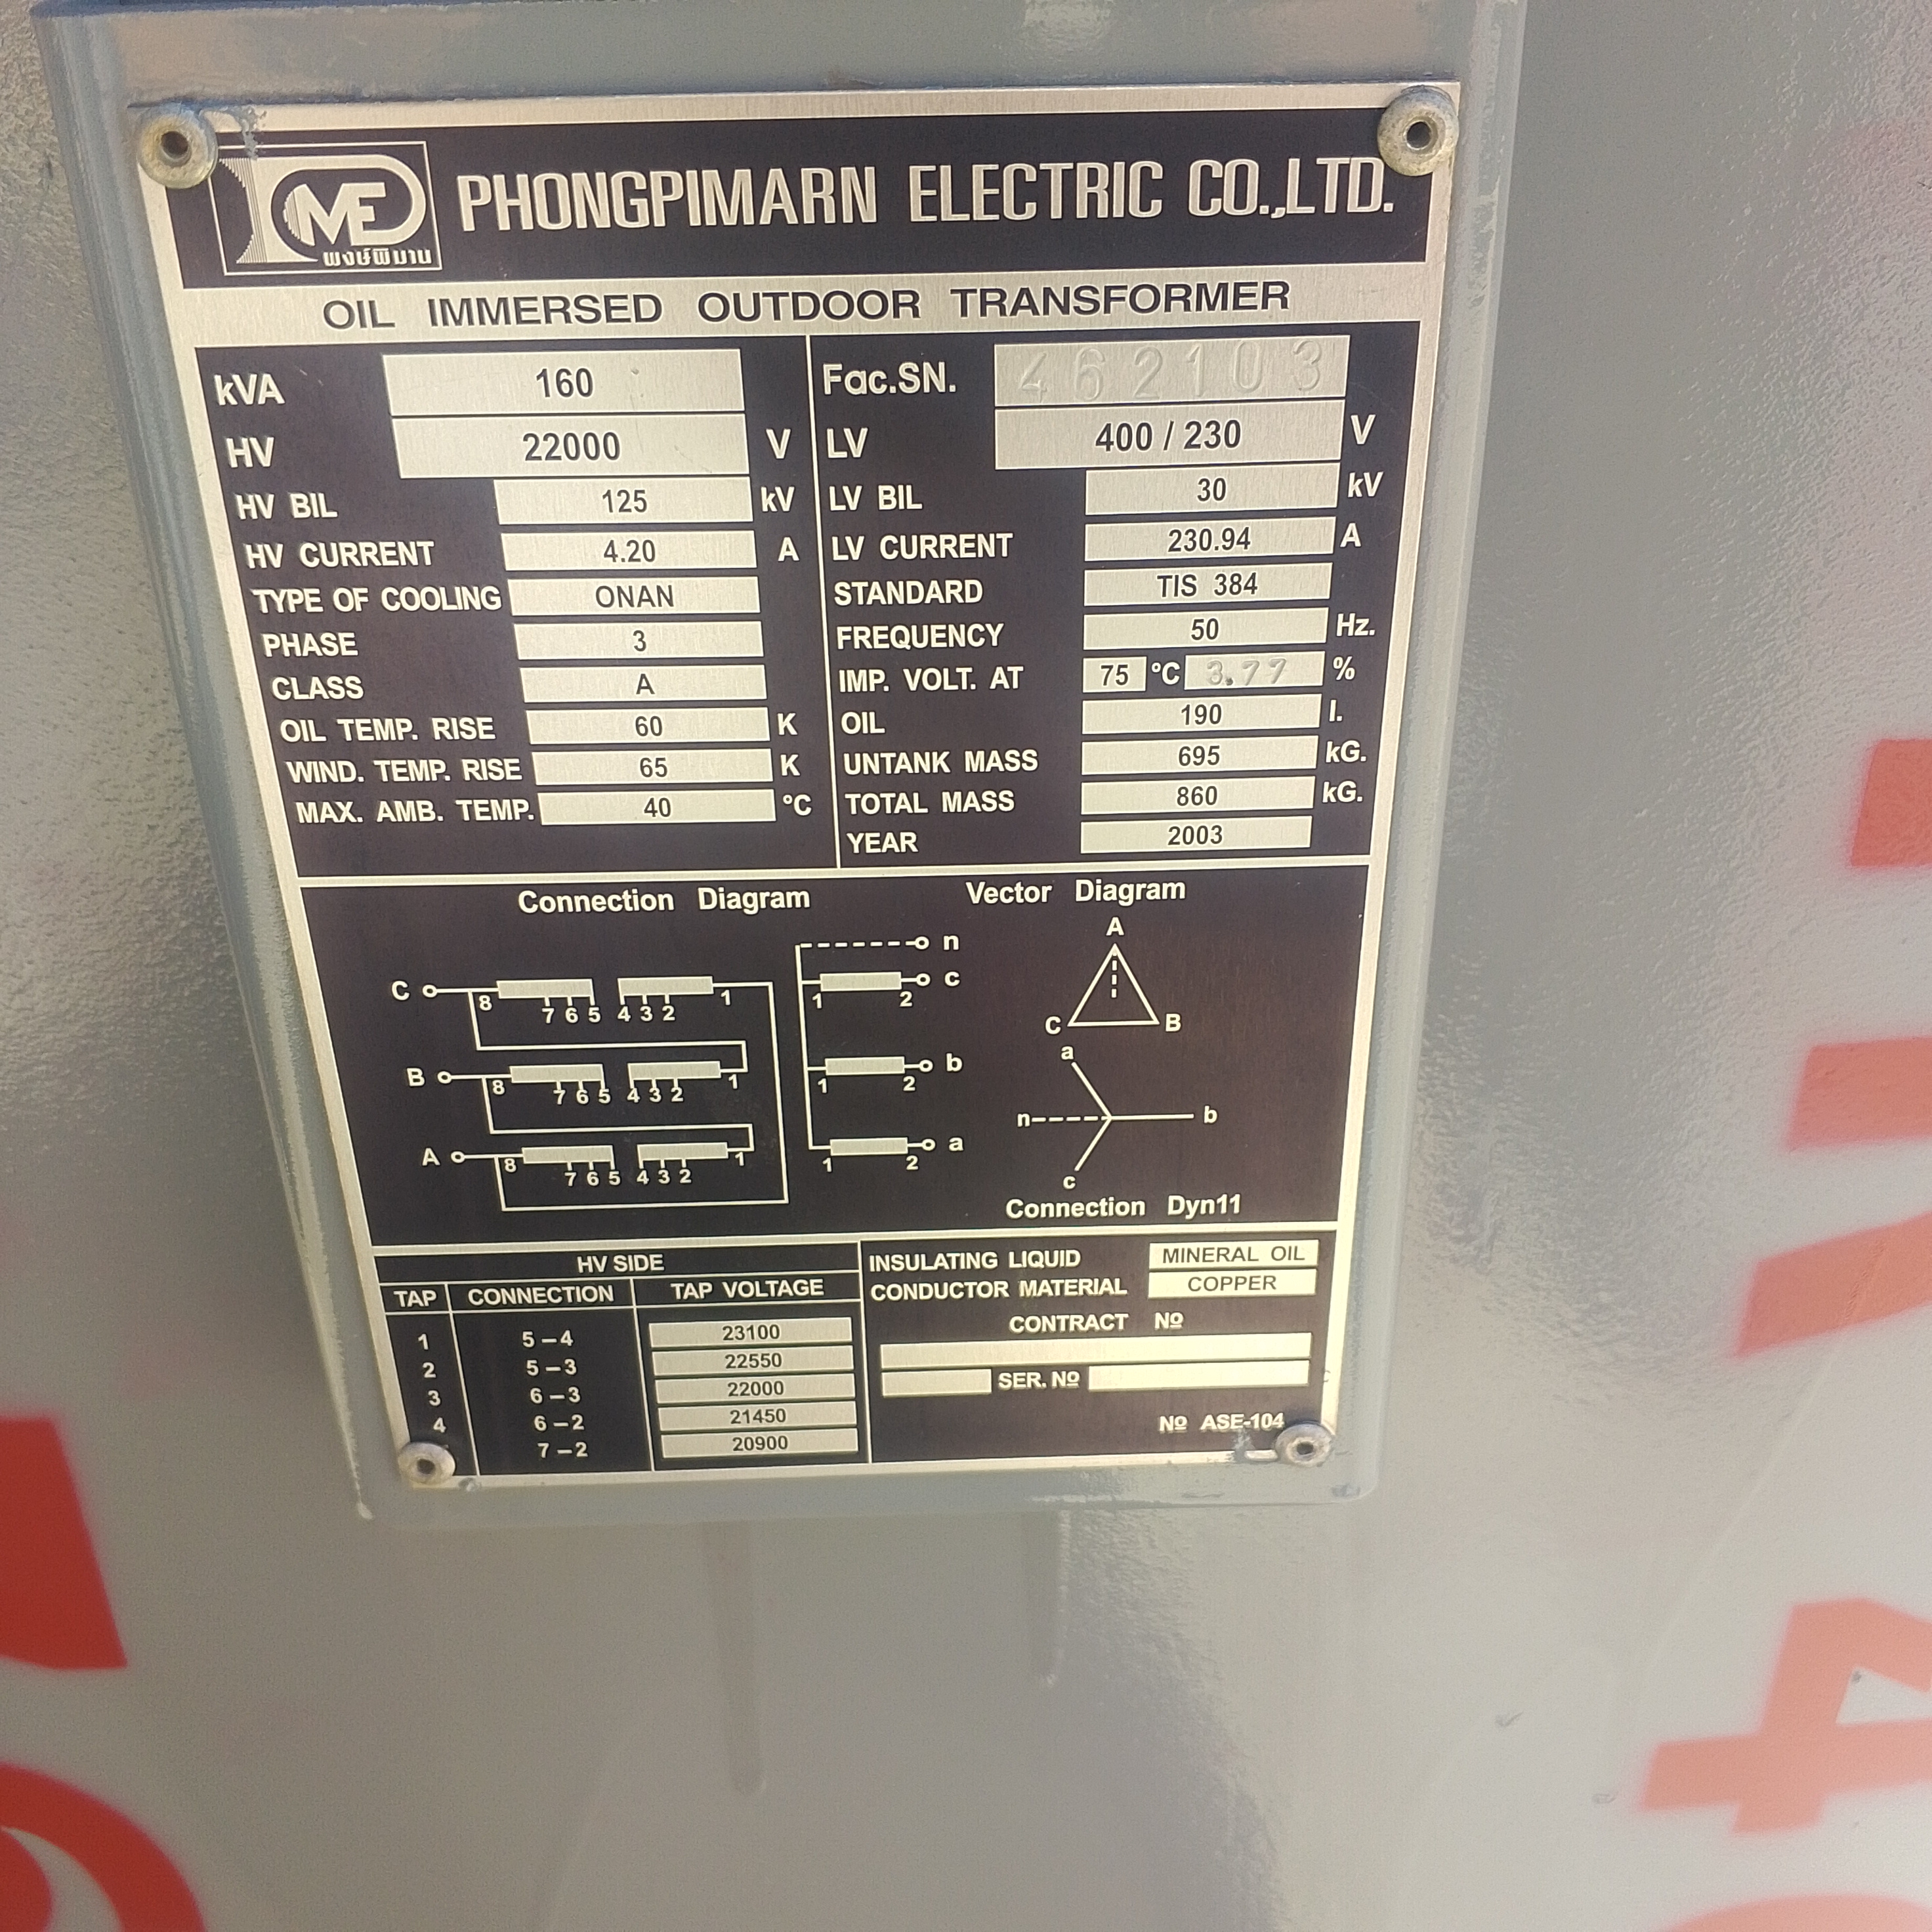 PME
พงษ์พิมาน
PHONGPIMARN ELECTRIC CO.,LTD.
OIL IMMERSED OUTDOOR TRANSFORMER
kVA 160
HV 22000 V
HV BIL 125 kV
HV CURRENT 4.20 A
TYPE OF COOLING ONAN
PHASE 3
CLASS A
OIL TEMP. RISE 60 K
WIND. TEMP. RISE 65 K
MAX. AMB. TEMP. 40 °C
Fac.SN. 462103
LV 400 / 230 V
LV BIL 30 kV
LV CURRENT 230.94 A
STANDARD TIS 384
FREQUENCY 50 Hz.
IMP. VOLT. AT 75 °C 3.77 %
OIL 190 l.
UNTANK MASS 695 kG.
TOTAL MASS 860 kG.
YEAR 2003
Connection Diagram
C 8 7 6 5 4 3 2 1
B 8 7 6 5 4 3 2 1
A 8 7 6 5 4 3 2 1
n
1 2 c
1 2 b
1 2 a
Vector Diagram
A
C B
a
n b
c
Connection Dyn11
HV SIDE
TAP CONNECTION TAP VOLTAGE
1 5–4 23100
2 5–3 22550
3 6–3 22000
4 6–2 21450
7–2 20900
INSULATING LIQUID MINERAL OIL
CONDUCTOR MATERIAL COPPER
CONTRACT Nº
SER. Nº
Nº ASE-104